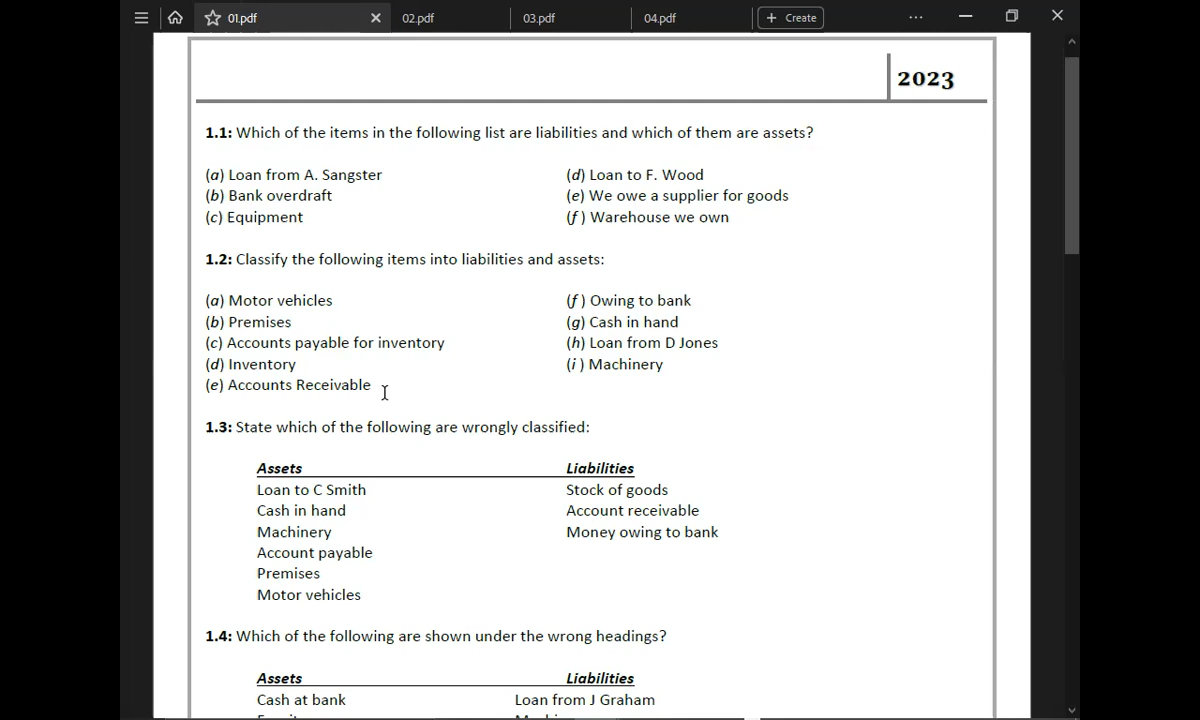 01.pdf
02.pdf
03.pdf
04.pdf
+ Create
2023
1.1: Which of the items in the following list are liabilities and which of them are assets?
(a) Loan from A. Sangster
(b) Bank overdraft
(c) Equipment
(d) Loan to F. Wood
(e) We owe a supplier for goods
(f ) Warehouse we own
1.2: Classify the following items into liabilities and assets:
(a) Motor vehicles
(b) Premises
(c) Accounts payable for inventory
(d) Inventory
(e) Accounts Receivable
(f ) Owing to bank
(g) Cash in hand
(h) Loan from D Jones
(i ) Machinery
1.3: State which of the following are wrongly classified:
Assets
Loan to C Smith
Cash in hand
Machinery
Account payable
Premises
Motor vehicles
Liabilities
Stock of goods
Account receivable
Money owing to bank
1.4: Which of the following are shown under the wrong headings?
Assets
Cash at bank
Liabilities
Loan from J Graham